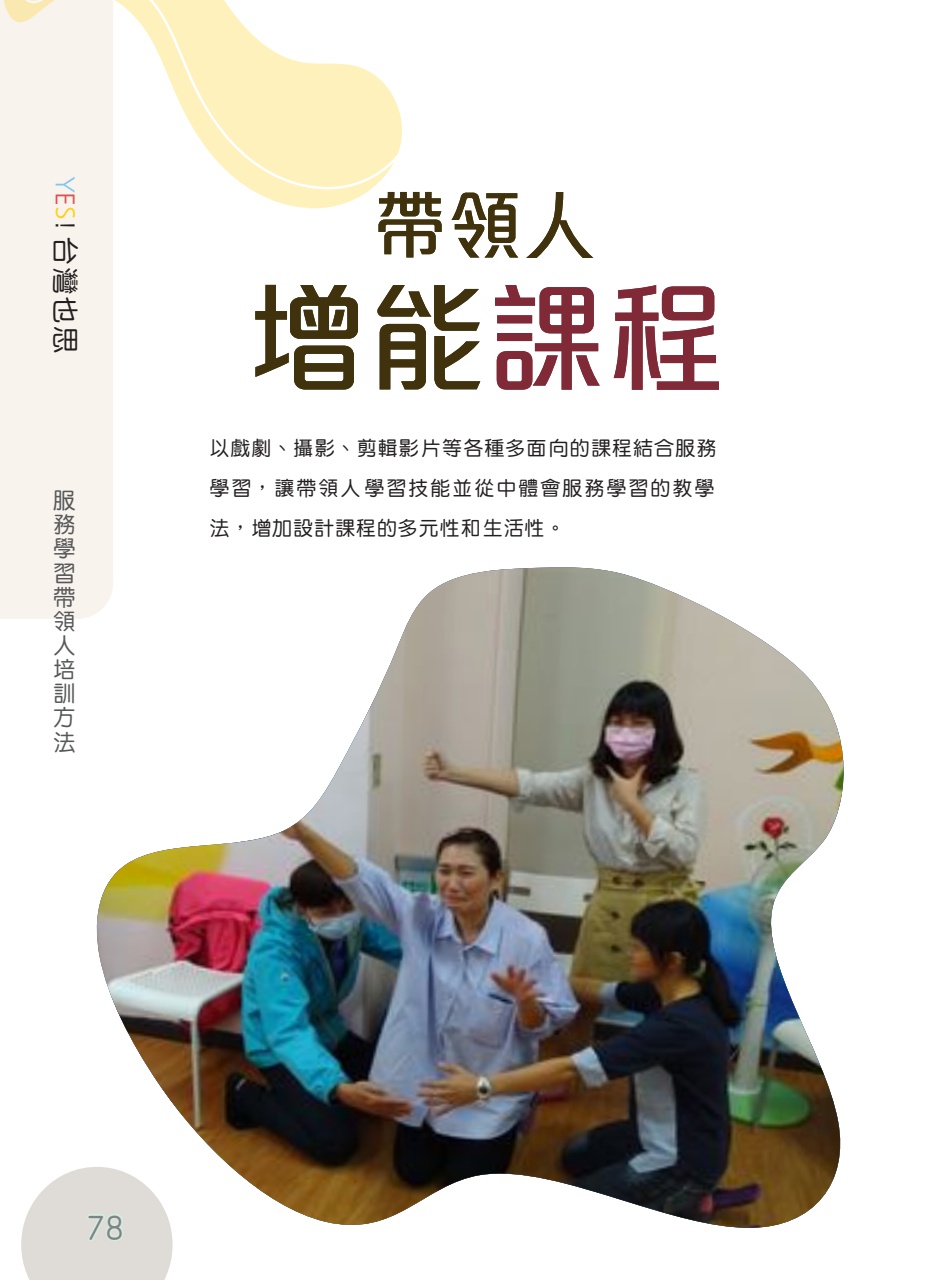 YES! 台灣也思
服務學習帶領人培訓方法
帶領人
增能課程
以戲劇、攝影、剪輯影片等各種多面向的課程結合服務
學習，讓帶領人學習技能並從中體會服務學習的教學
法，增加設計課程的多元性和生活性。
78